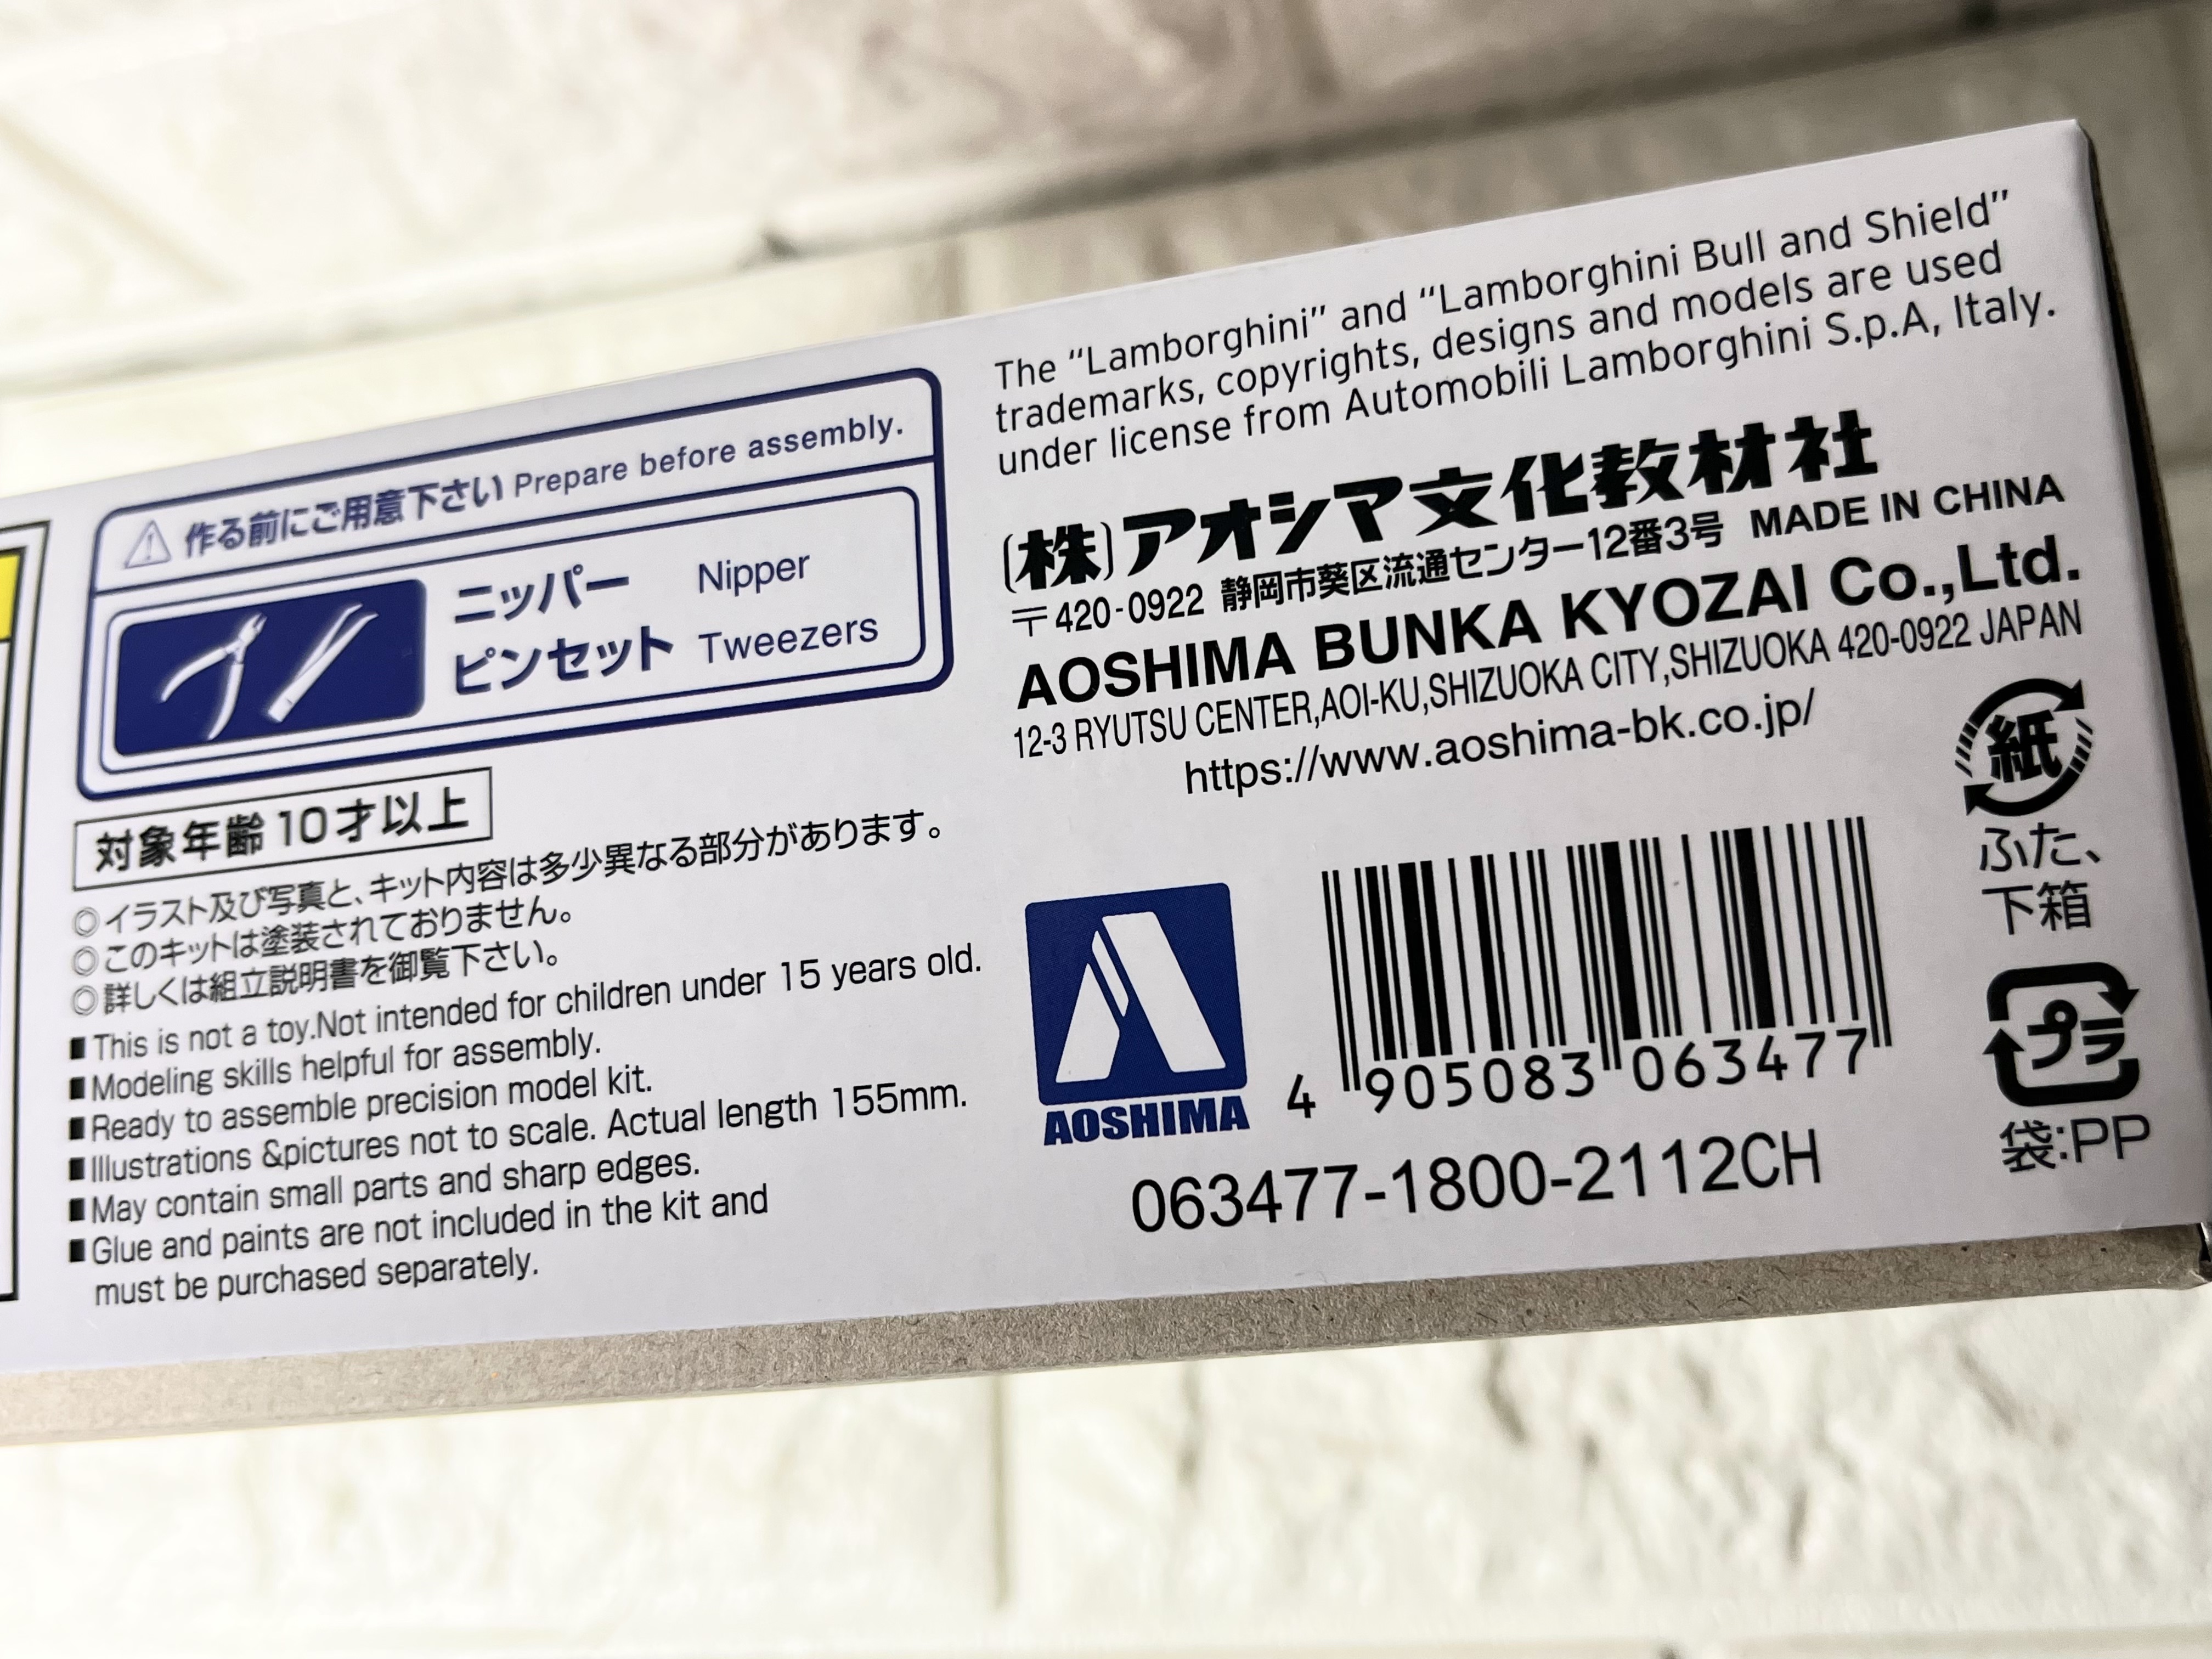 作る前にご用意下さい Prepare before assembly.
ニッパー Nipper
ピンセット Tweezers
対象年齢10才以上
◎イラスト及び写真と、キット内容は多少異なる部分があります。
◎このキットは塗装されておりません。
◎詳しくは組立説明書を御覧下さい。
■This is not a toy.Not intended for children under 15 years old.
■Modeling skills helpful for assembly.
■Ready to assemble precision model kit.
■Illustrations &pictures not to scale. Actual length 155mm.
■May contain small parts and sharp edges.
■Glue and paints are not included in the kit and
must be purchased separately.
The “Lamborghini” and “Lamborghini Bull and Shield”
trademarks, copyrights, designs and models are used
under license from Automobili Lamborghini S.p.A, Italy.
(株)アオシマ文化教材社
〒420-0922 静岡市葵区流通センター12番3号 MADE IN CHINA
AOSHIMA BUNKA KYOZAI Co.,Ltd.
12-3 RYUTSU CENTER,AOI-KU,SHIZUOKA CITY,SHIZUOKA 420-0922 JAPAN
https://www.aoshima-bk.co.jp/
AOSHIMA
4 905083 063477
063477-1800-2112CH
紙
ふた、
下箱
プラ
袋:PP